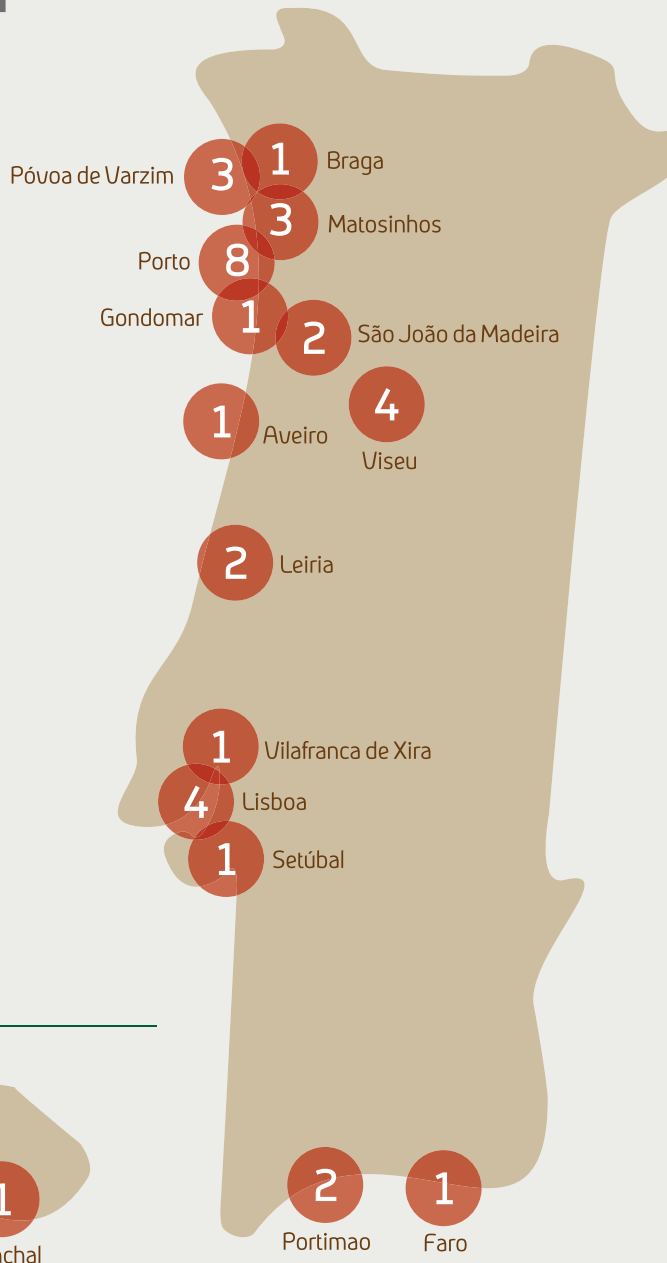 1
Braga
Póvoa de Varzim
3
3
Matosinhos
Porto
8
Gondomar
1
2
São João da Madeira
4
Viseu
1
Aveiro
2
Leiria
1
Vilafranca de Xira
4
Lisboa
1
Setúbal
1
2
Portimao
1
Faro